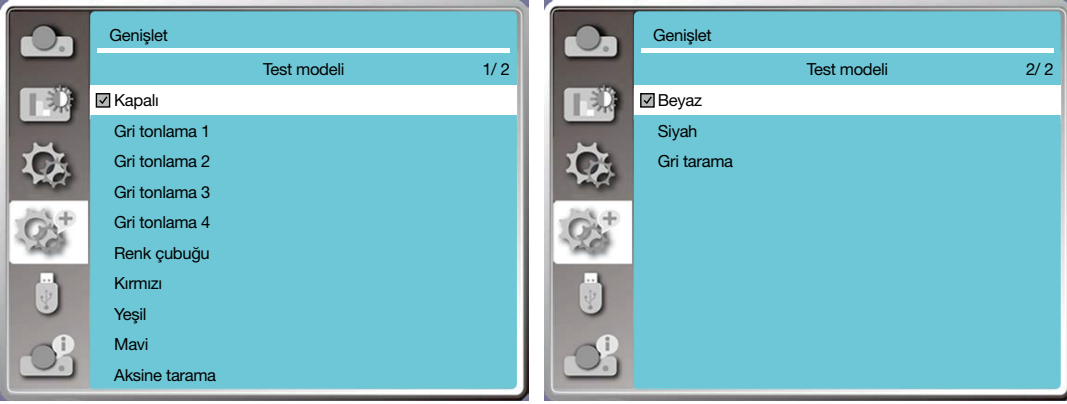 Genişlet
Test modeli 1/ 2
Kapalı
Gri tonlama 1
Gri tonlama 2
Gri tonlama 3
Gri tonlama 4
Renk çubuğu
Kırmızı
Yeşil
Mavi
Aksine tarama
Genişlet
Test modeli 2/ 2
Beyaz
Siyah
Gri tarama